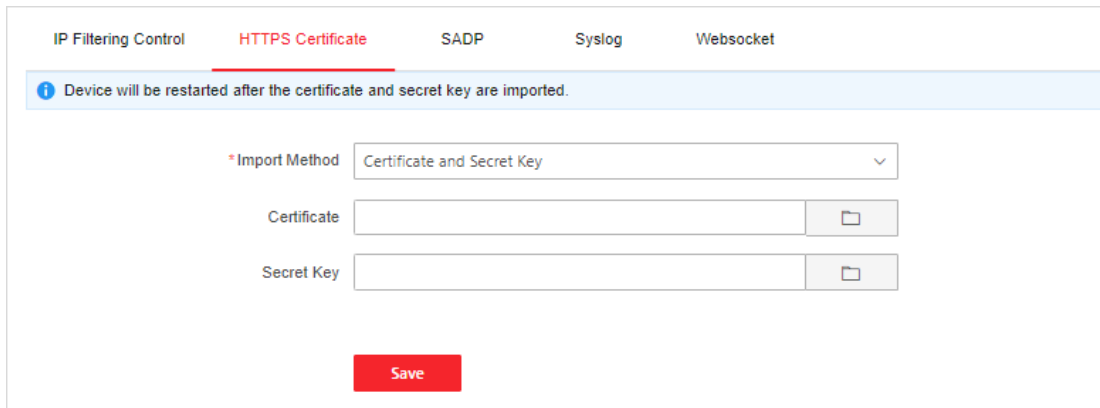 IP Filtering Control HTTPS Certificate SADP Syslog Websocket
Device will be restarted after the certificate and secret key are imported.
*Import Method Certificate and Secret Key
Certificate
Secret Key
Save